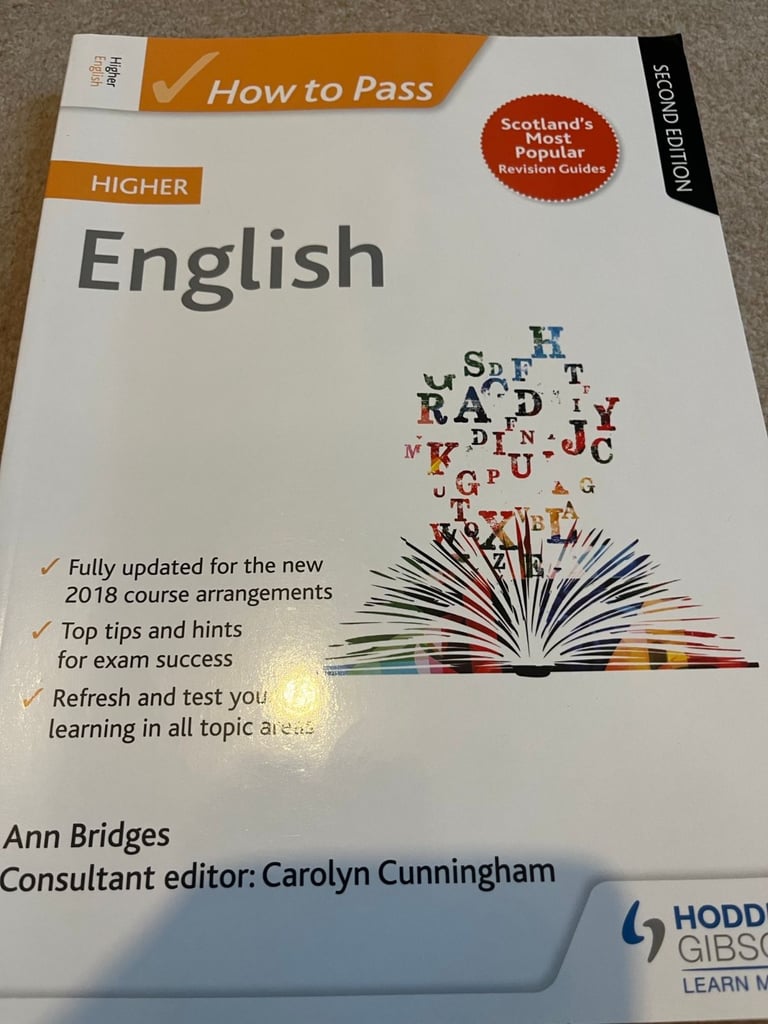 Higher
English
How to Pass
SECOND EDITION
Scotland's
Most
Popular
Revision Guides
HIGHER
English
✓ Fully updated for the new
2018 course arrangements
✓ Top tips and hints
for exam success
✓ Refresh and test you
learning in all topic areas
Ann Bridges
Consultant editor: Carolyn Cunningham
HODD
GIBSO
LEARN M